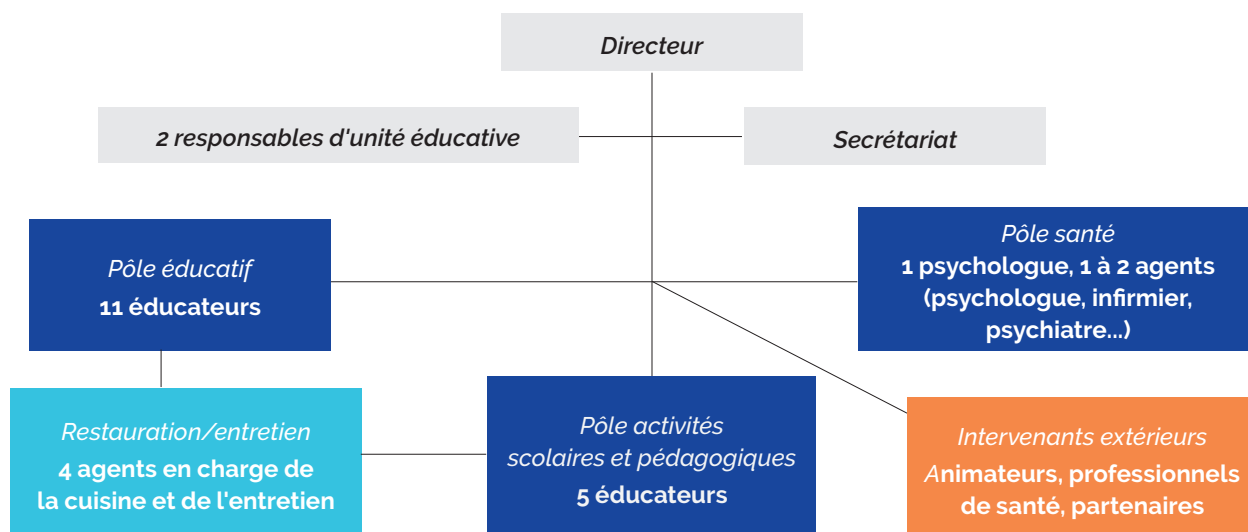 Directeur
2 responsables d'unité éducative
Secrétariat
Pôle éducatif
11 éducateurs
Pôle santé
1 psychologue, 1 à 2 agents
(psychologue, infirmier,
psychiatre...)
Restauration/entretien
4 agents en charge de
la cuisine et de l'entretien
Pôle activités
scolaires et pédagogiques
5 éducateurs
Intervenants extérieurs
Animateurs, professionnels
de santé, partenaires